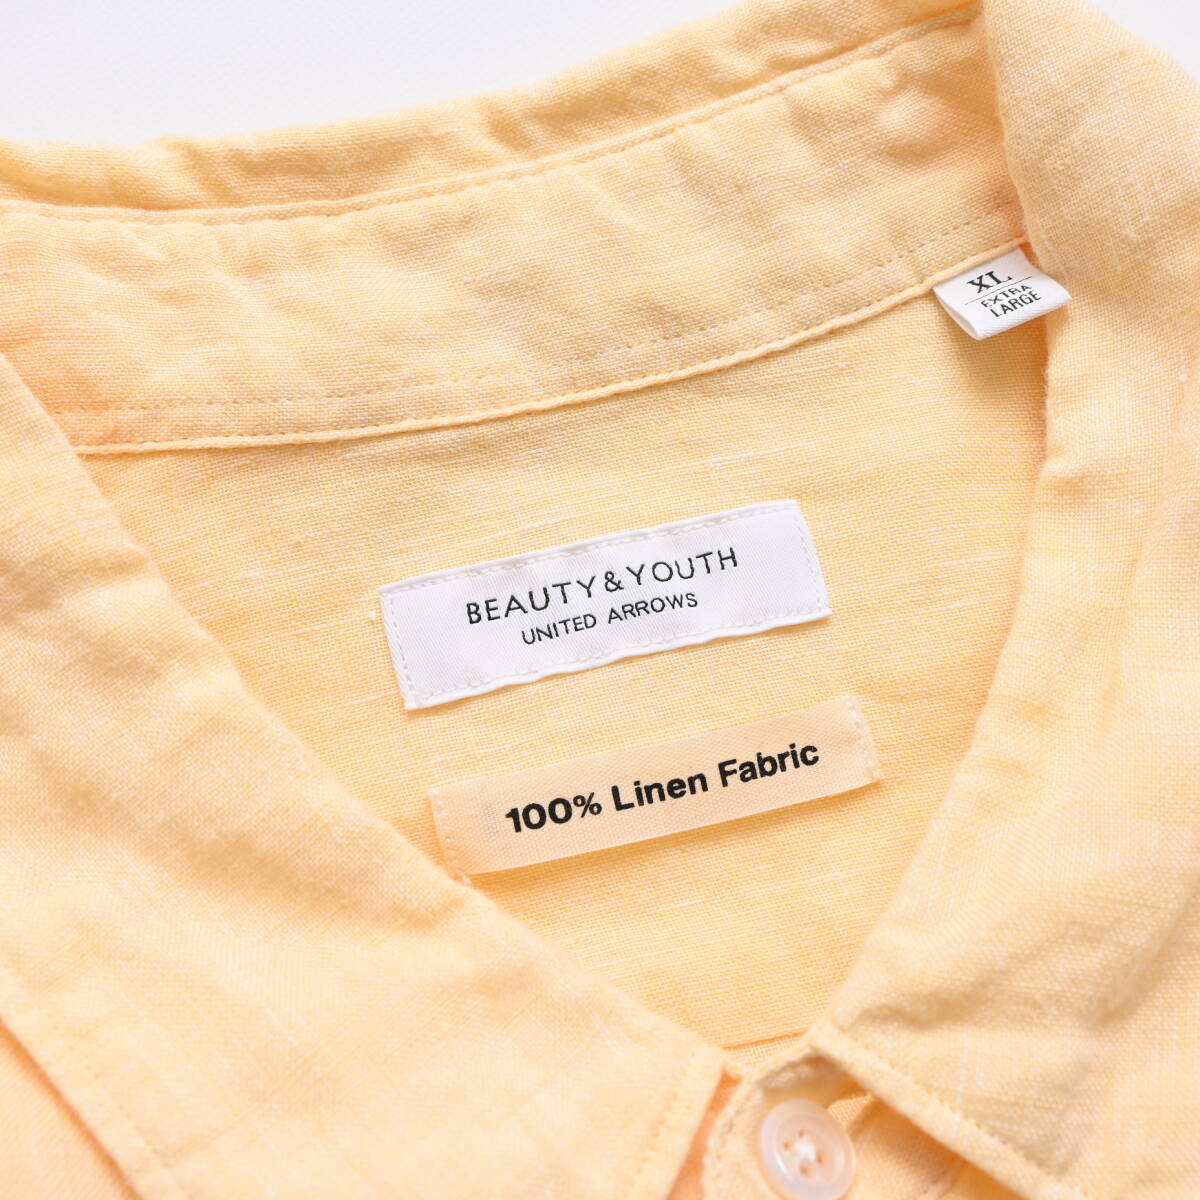 XL
EXTRA
LARGE
BEAUTY&YOUTH
UNITED ARROWS
100% Linen Fabric